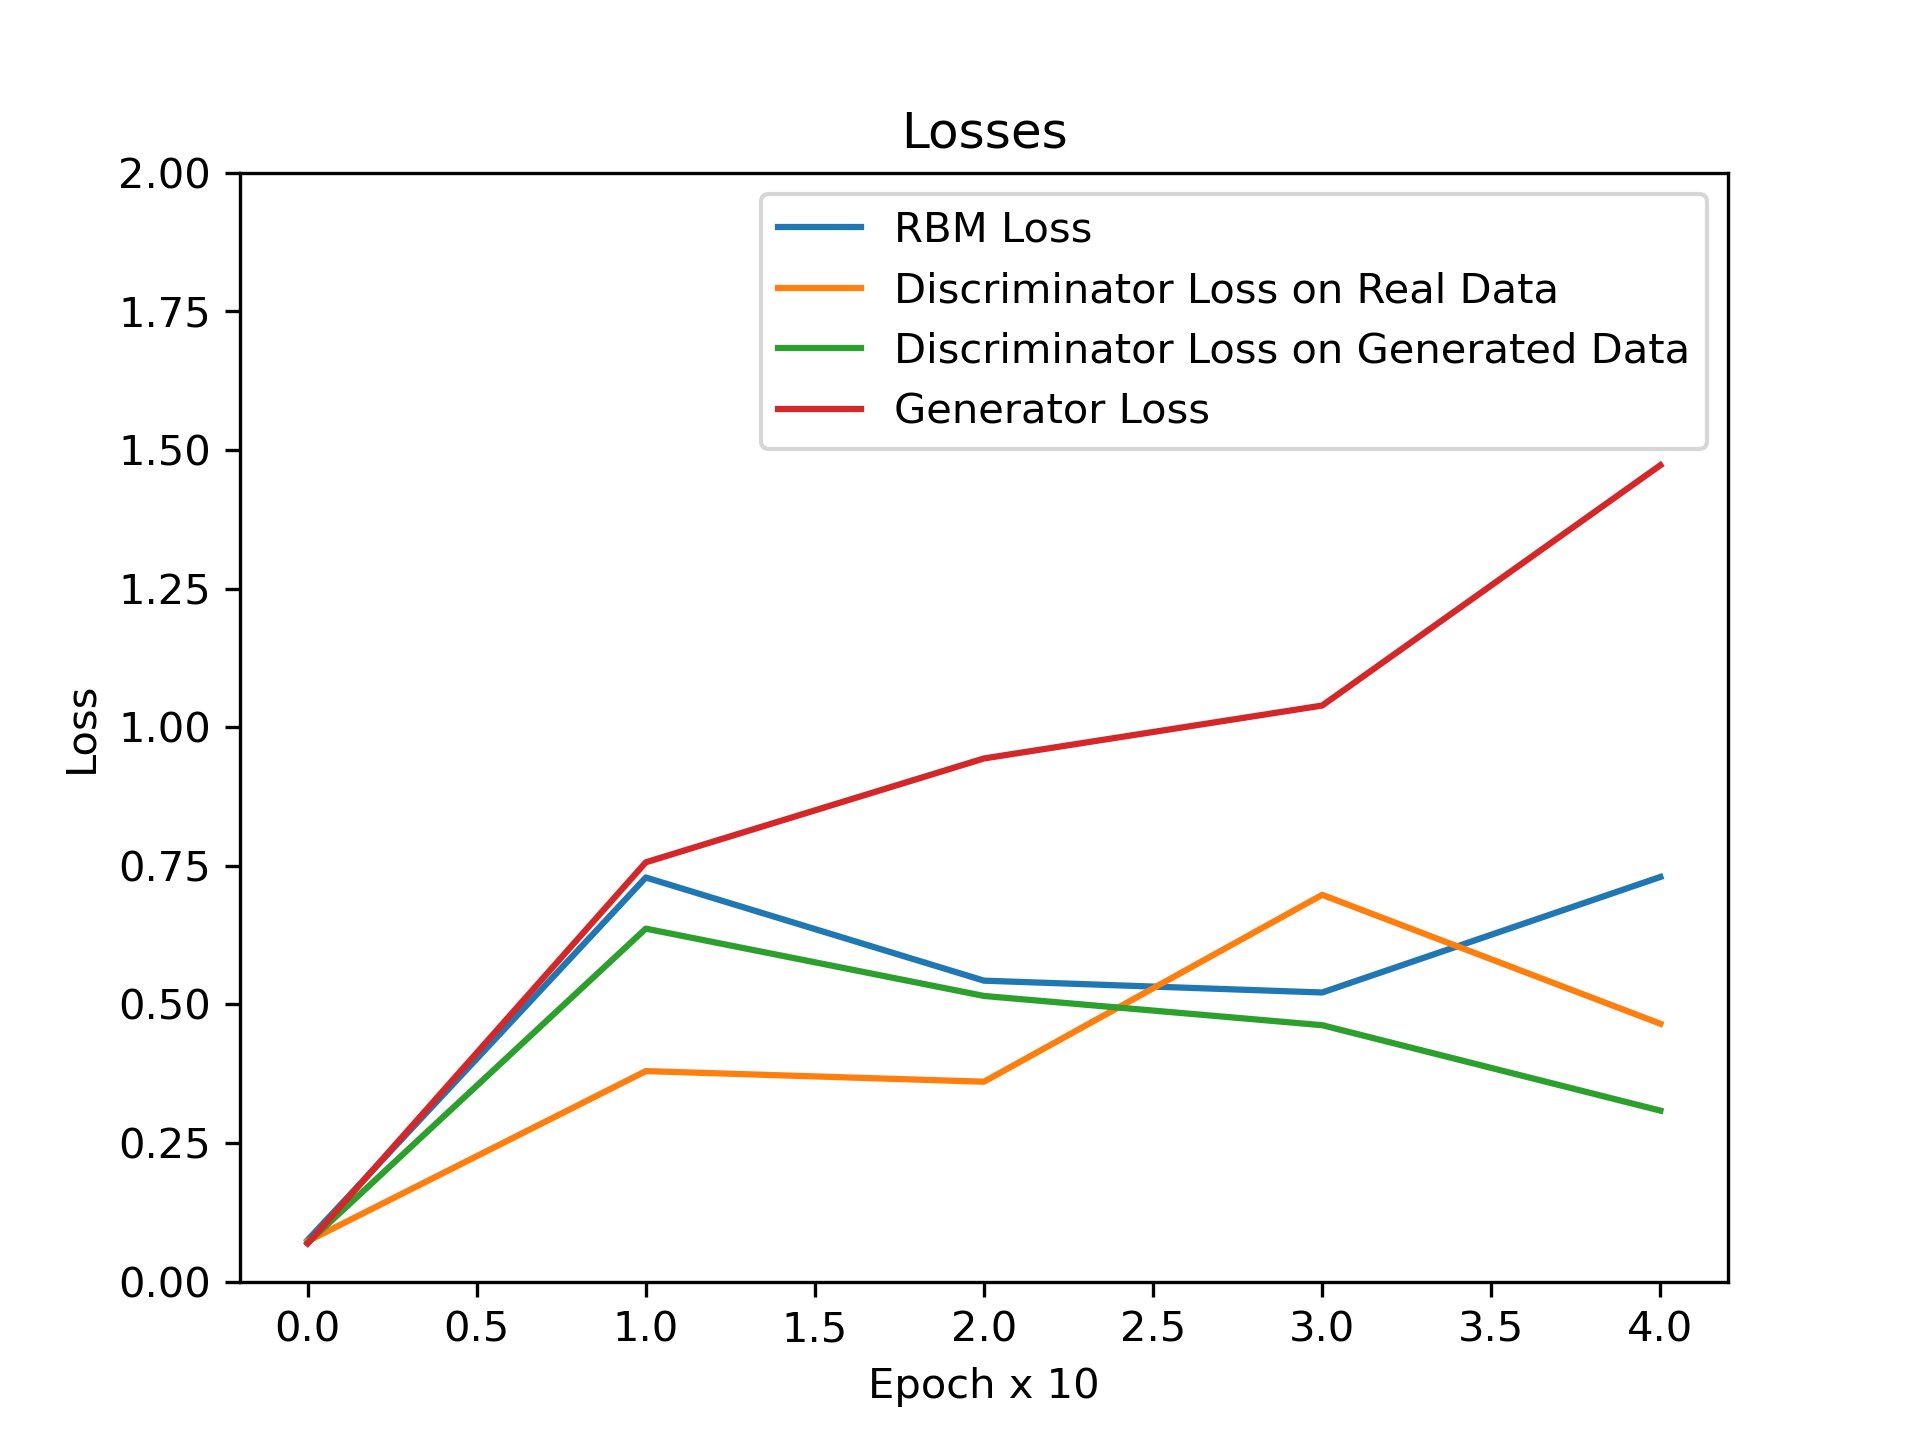 Losses
2.00
1.75
1.50
1.25
1.00
0.75
0.50
0.25
0.00
Loss
RBM Loss
Discriminator Loss on Real Data
Discriminator Loss on Generated Data
Generator Loss
0.0 0.5 1.0 1.5 2.0 2.5 3.0 3.5 4.0
Epoch x 10